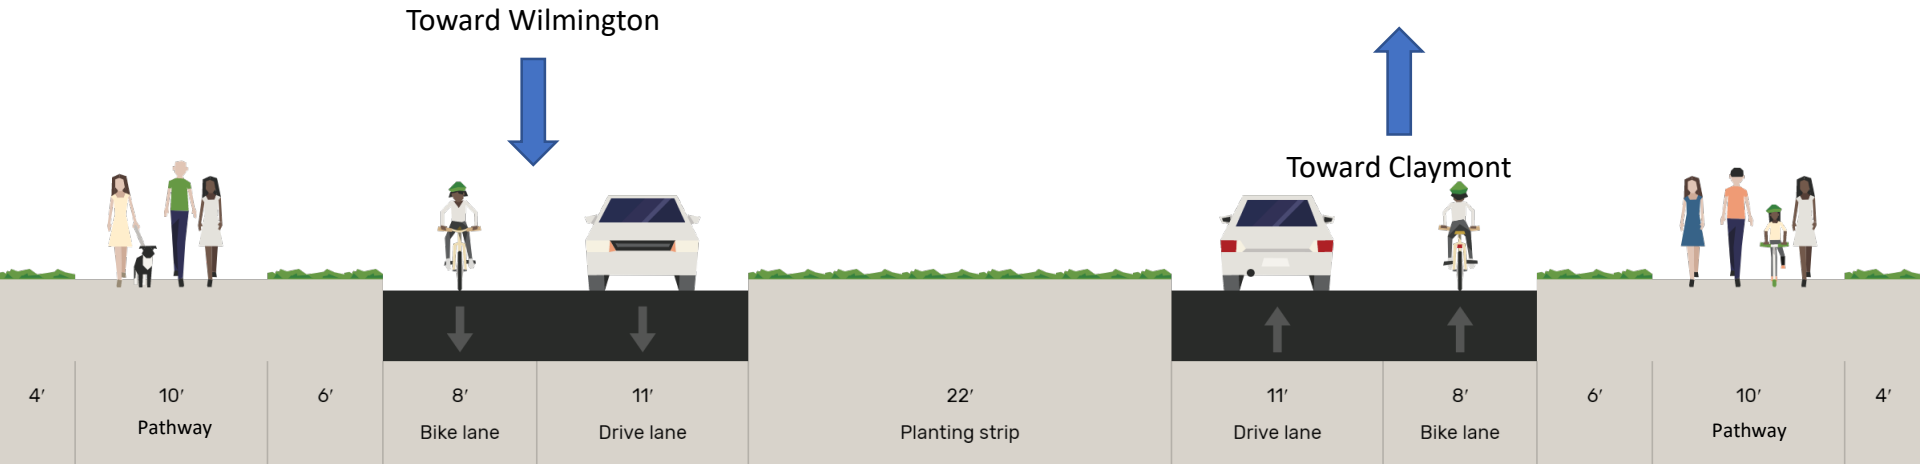 Toward Wilmington
Toward Claymont
4′ 10′ 6′ 8′ 11′ 22′ 11′ 8′ 6′ 10′ 4′
Pathway Bike lane Drive lane Planting strip Drive lane Bike lane Pathway